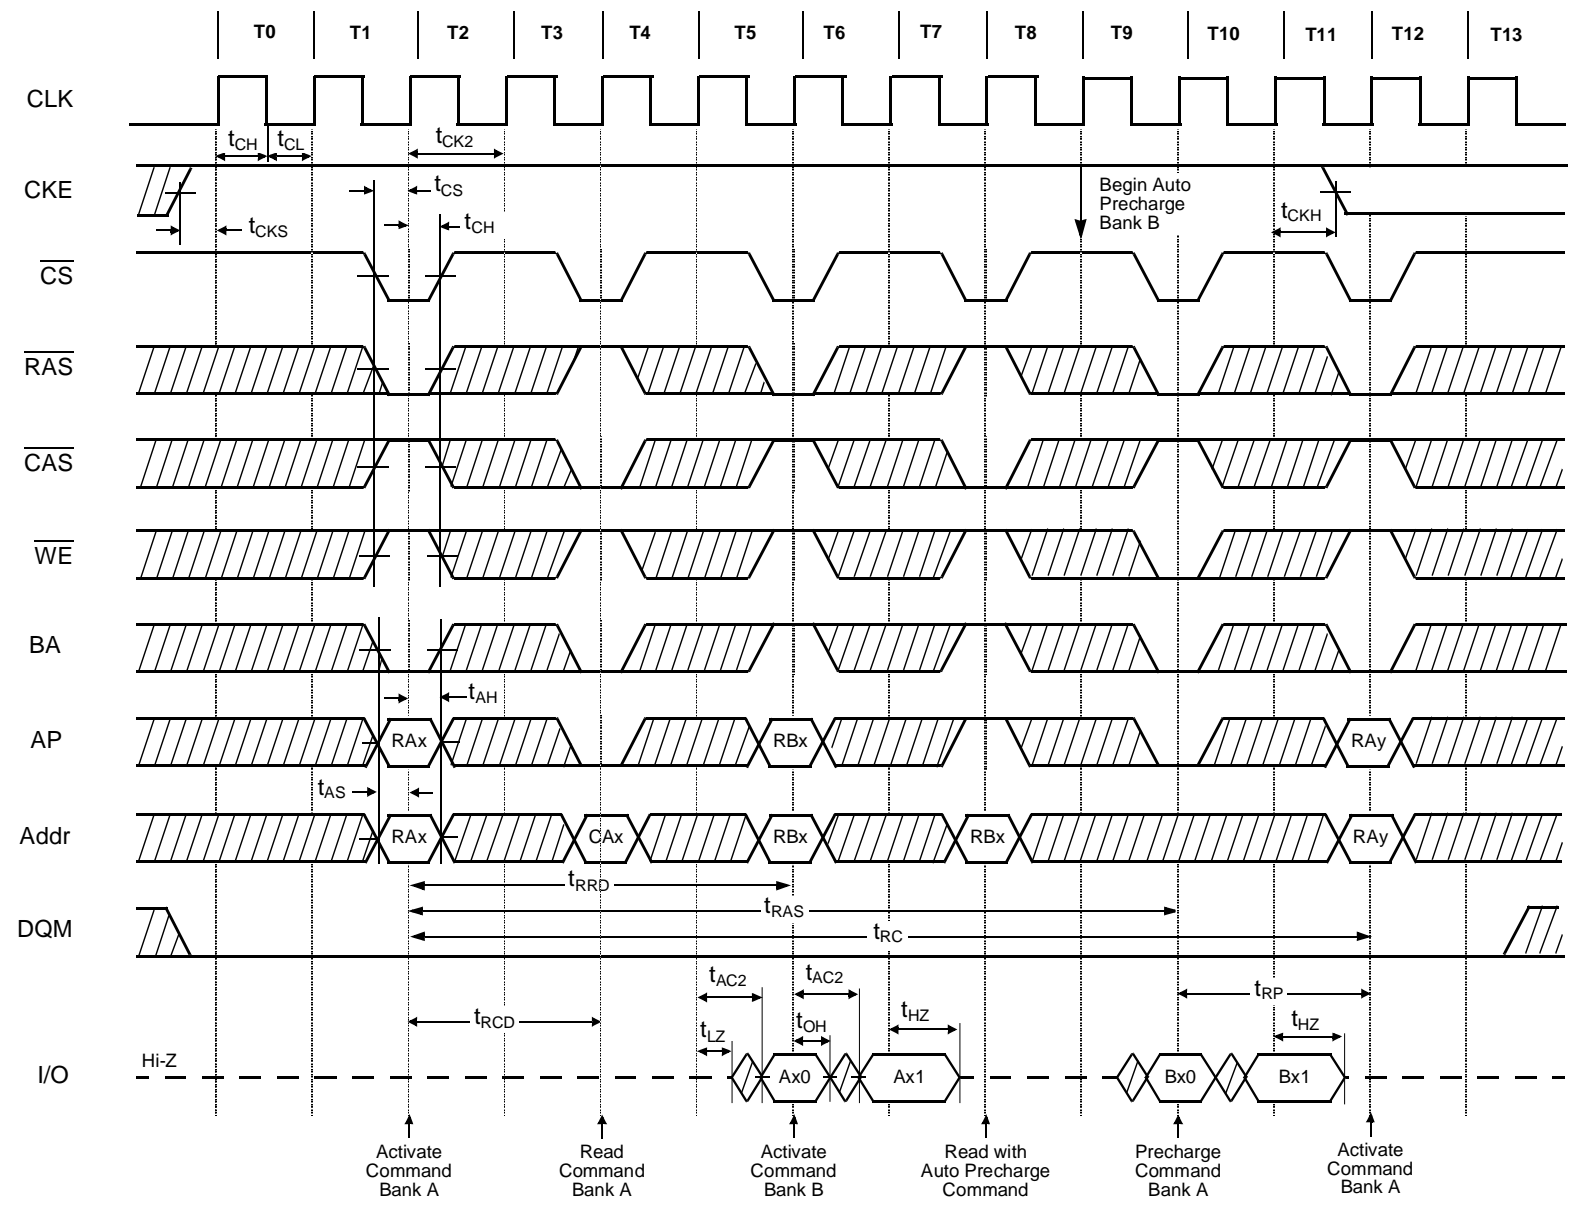 T0 T1 T2 T3 T4 T5 T6 T7 T8 T9 T10 T11 T12 T13
CLK
tCH tCL tCK2
CKE
tCS
Begin Auto
Precharge
Bank B
tCKS
tCH
tCKH
CS
RAS
CAS
WE
BA
tAH
AP
RAx RBx RAy
tAS
Addr
RAx CAx RBx RBx RAy
tRRD
tRAS
DQM
tRC
tAC2 tAC2
tRP
tRCD
tLZ tOH tHZ tHZ
Hi-Z
I/O
Ax0 Ax1 Bx0 Bx1
Activate
Command
Bank A
Read
Command
Bank A
Activate
Command
Bank B
Read with
Auto Precharge
Command
Precharge
Command
Bank A
Activate
Command
Bank A